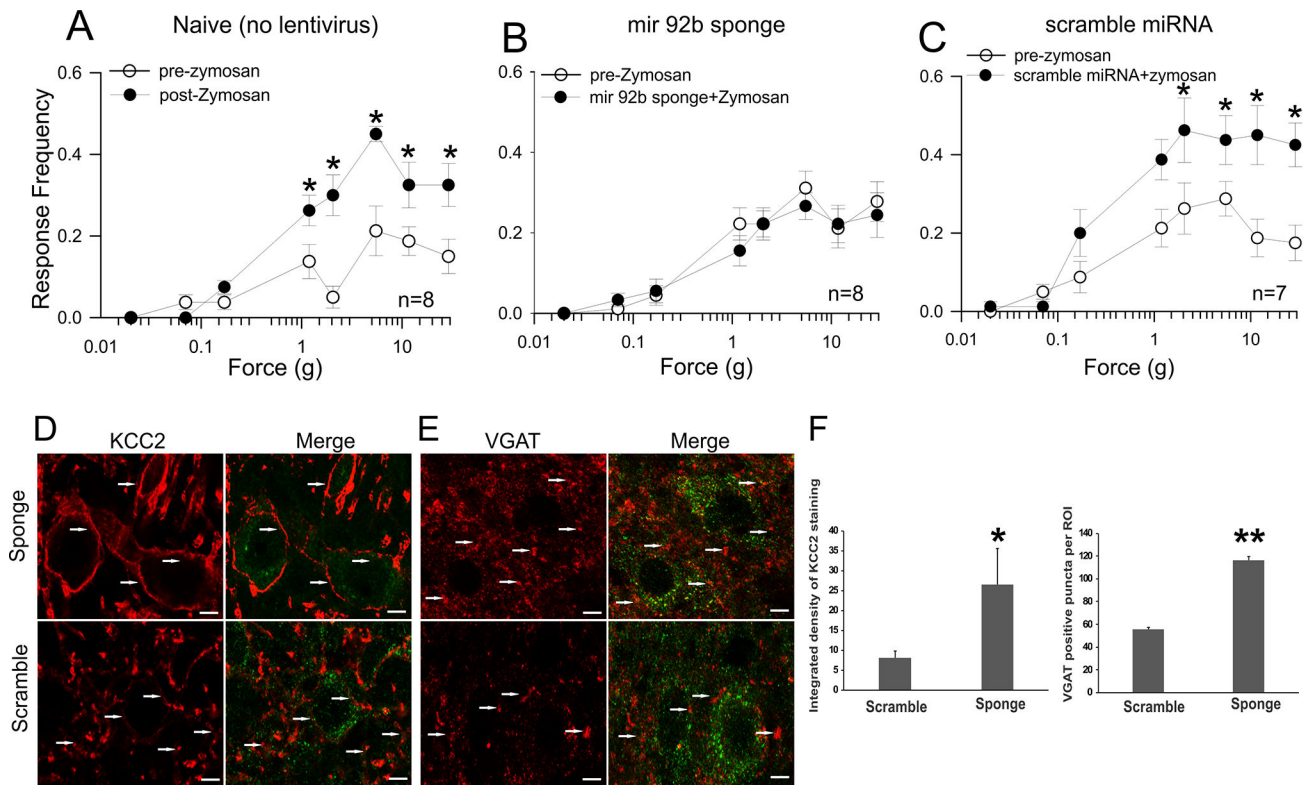 A Naive (no lentivirus)
pre-zymosan
post-Zymosan
Response Frequency
0.6
0.4
0.2
0.0
* * * * *
n=8
0.01 0.1 1 10
Force (g)
B mir 92b sponge
pre-Zymosan
mir 92b sponge+Zymosan
0.6
0.4
0.2
0.0
n=8
0.01 0.1 1 10
Force (g)
C scramble miRNA
pre-zymosan
scramble miRNA+zymosan
0.6
0.4
0.2
0.0
* * * *
n=7
0.01 0.1 1 10
Force (g)
D KCC2 Merge
Sponge
Scramble
E VGAT Merge
F
Integrated density of KCC2 staining
40
35
30
25
20
15
10
5
0
*
Scramble Sponge
VGAT positive puncta per ROI
140
120
100
80
60
40
20
0
**
Scramble Sponge